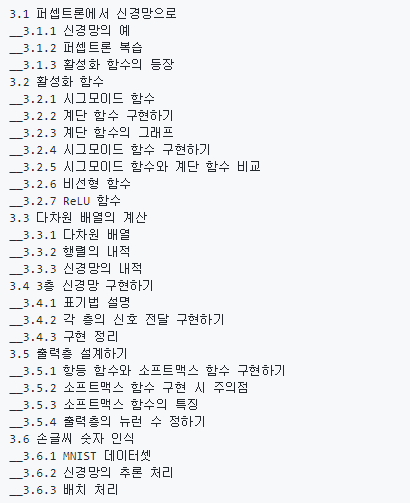 3.1 퍼셉트론에서 신경망으로
__3.1.1 신경망의 예
__3.1.2 퍼셉트론 복습
__3.1.3 활성화 함수의 등장
3.2 활성화 함수
__3.2.1 시그모이드 함수
__3.2.2 계단 함수 구현하기
__3.2.3 계단 함수의 그래프
__3.2.4 시그모이드 함수 구현하기
__3.2.5 시그모이드 함수와 계단 함수 비교
__3.2.6 비선형 함수
__3.2.7 ReLU 함수
3.3 다차원 배열의 계산
__3.3.1 다차원 배열
__3.3.2 행렬의 내적
__3.3.3 신경망의 내적
3.4 3층 신경망 구현하기
__3.4.1 표기법 설명
__3.4.2 각 층의 신호 전달 구현하기
__3.4.3 구현 정리
3.5 출력층 설계하기
__3.5.1 항등 함수와 소프트맥스 함수 구현하기
__3.5.2 소프트맥스 함수 구현 시 주의점
__3.5.3 소프트맥스 함수의 특징
__3.5.4 출력층의 뉴런 수 정하기
3.6 손글씨 숫자 인식
__3.6.1 MNIST 데이터셋
__3.6.2 신경망의 추론 처리
__3.6.3 배치 처리